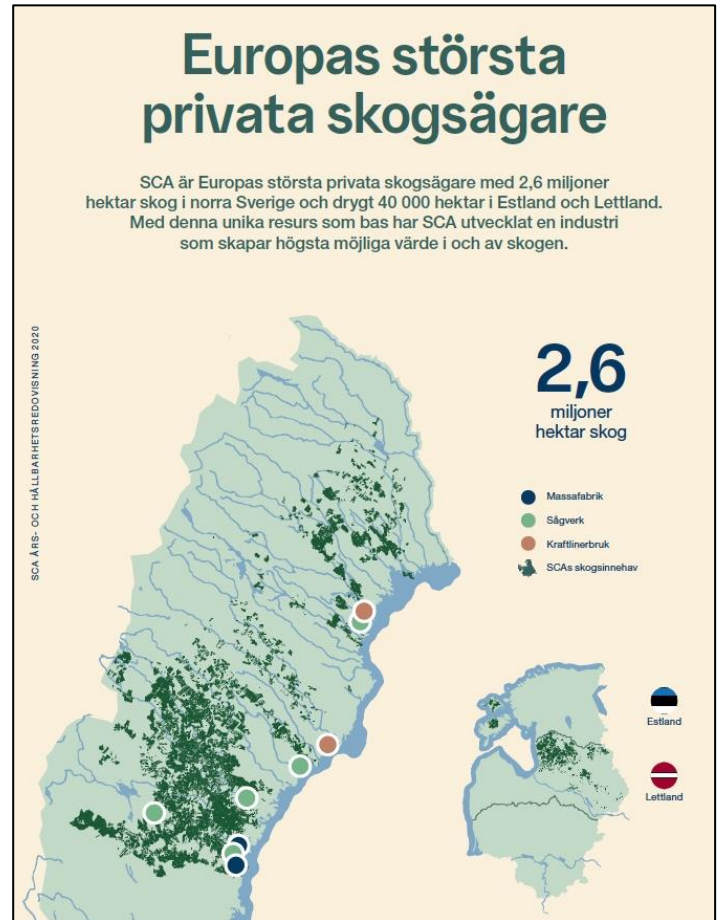 Europas största
privata skogsägare
SCA är Europas största privata skogsägare med 2,6 miljoner
hektar skog i norra Sverige och drygt 40 000 hektar i Estland och Lettland.
Med denna unika resurs som bas har SCA utvecklat en industri
som skapar högsta möjliga värde i och av skogen.
SCA ÅRS- OCH HÅLLBARHETSREDOVISNING 2020
2,6
miljoner
hektar skog
Massafabrik
Sågverk
Kraftlinerbruk
SCAs skogsinnehav
Estland
Lettland